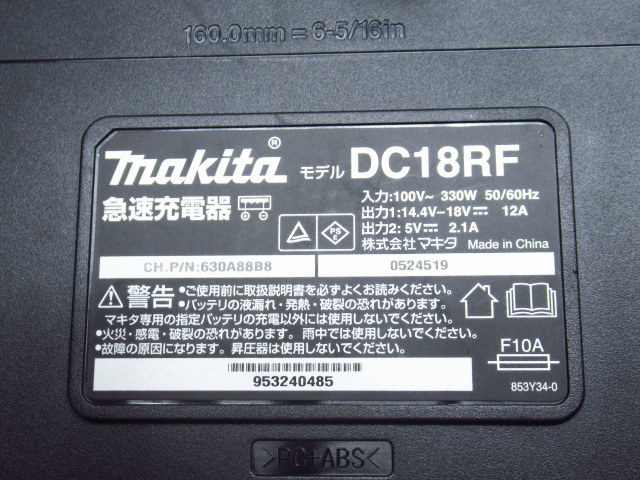 160.0mm=6-5/16in
makita® モデル DC18RF
急速充電器
PSE
入力:100V~ 330W 50/60Hz
出力1:14.4V-18V⎓ 12A
出力2: 5V⎓ 2.1A
株式会社マキタ Made in China
CH.P/N:630A88B8
0524519
警告
•ご使用前に取扱説明書を必ずよくお読みください。
•バッテリの液漏れ・発熱・破裂の恐れがあります。
マキタ専用の指定バッテリの充電以外には使用しないでください。
•火災・感電・破裂の恐れがあります。雨中では使用しないでください。
•故障の原因になります。昇圧器は使用しないでください。
F10A
953240485
853Y34-0
>PC+ABS<